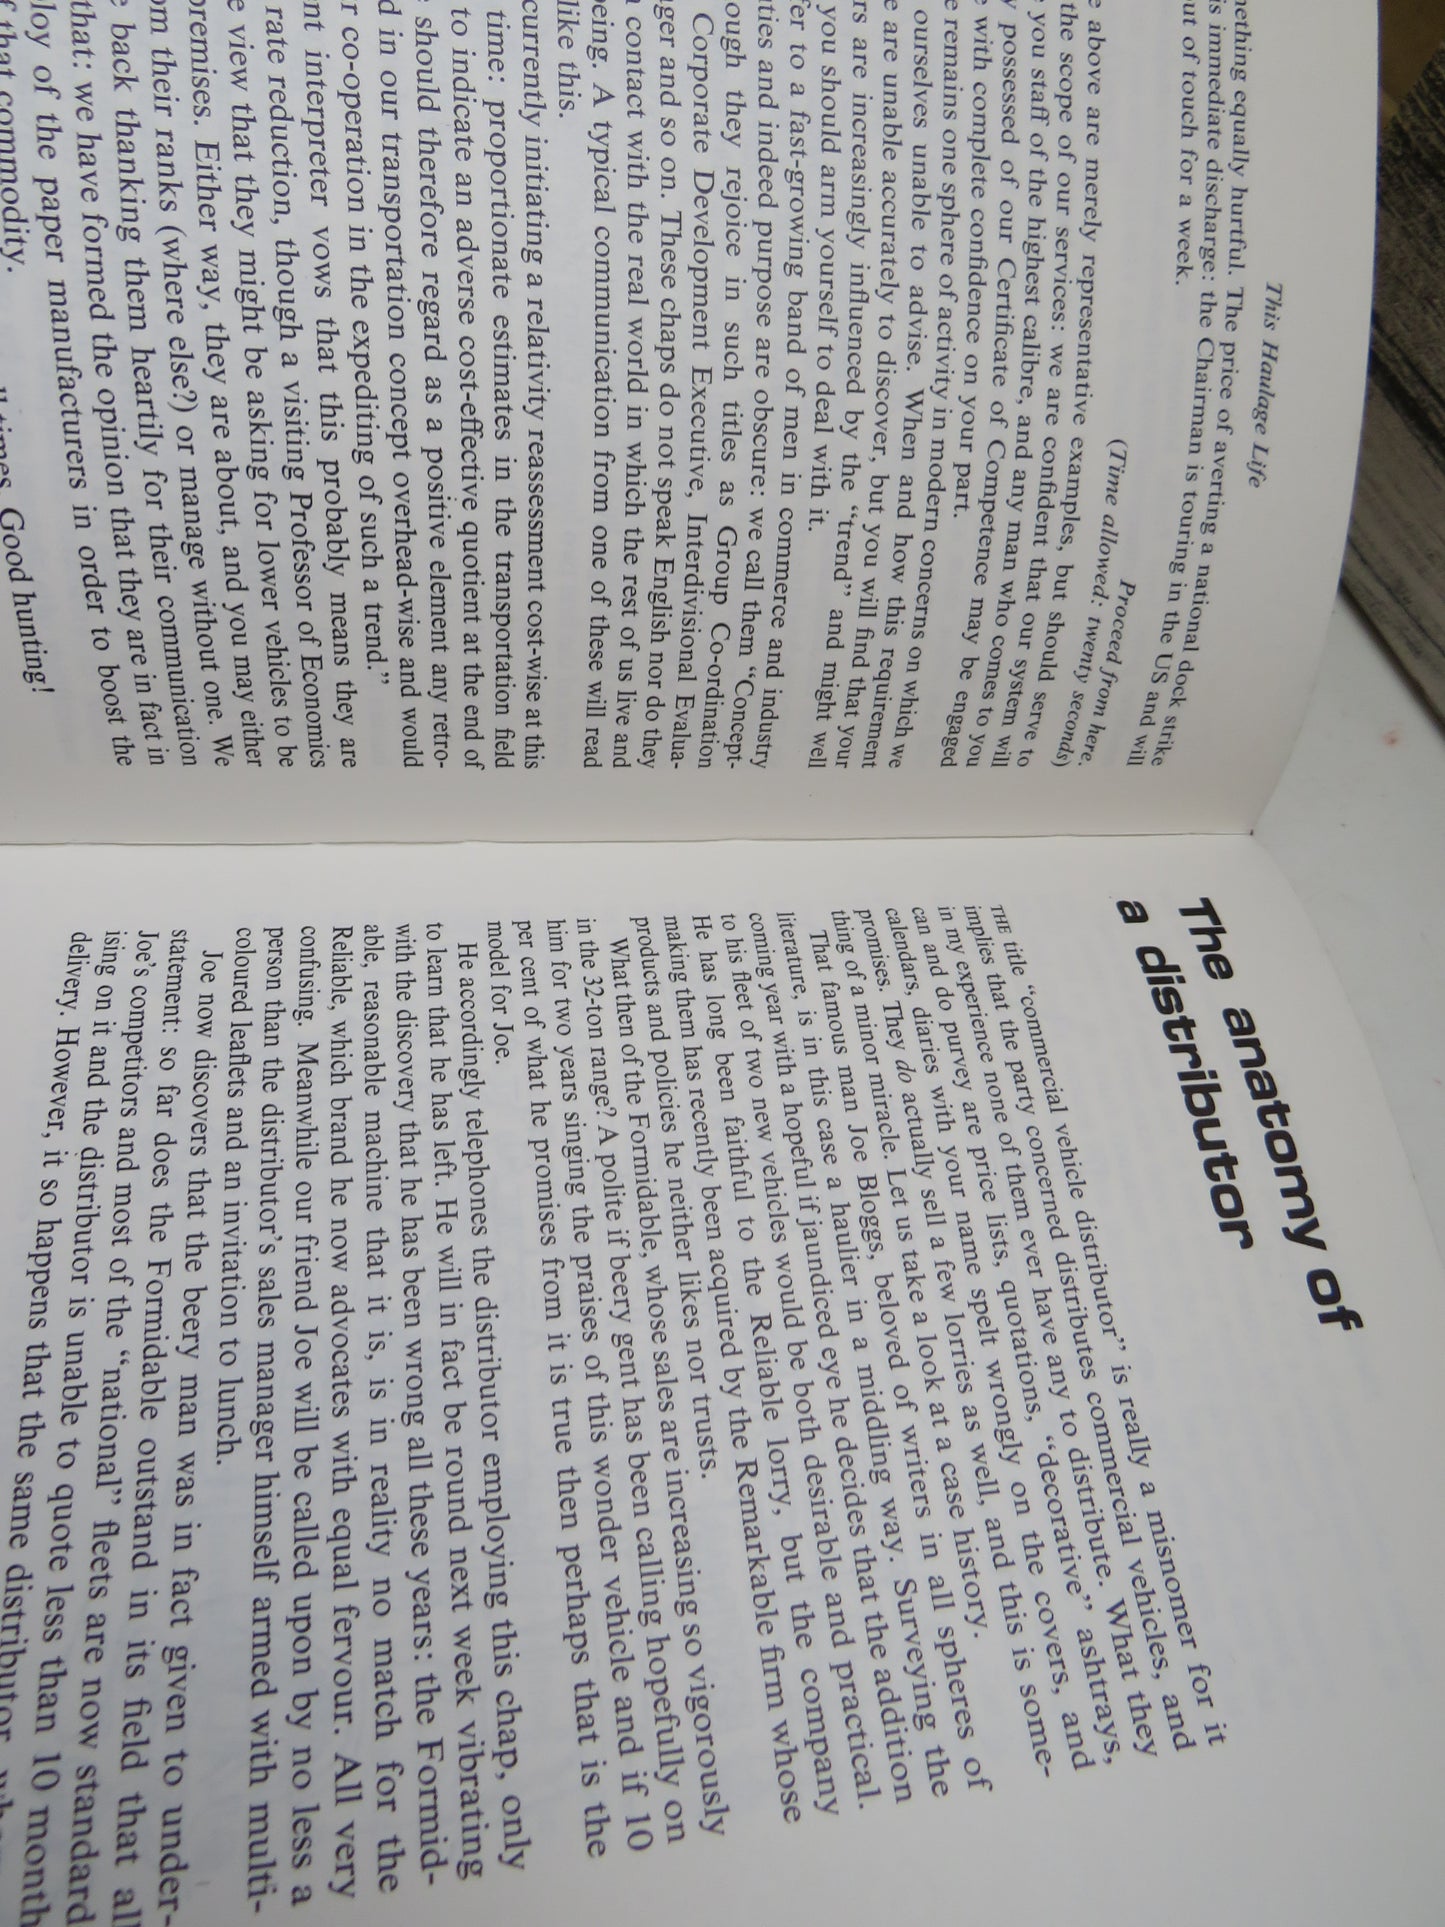 This Haulage Life
ething equally hurtful. The price of averting a national dock strike
is immediate discharge: the Chairman is touring in the US and will
out of touch for a week.
Proceed from here.
(Time allowed: twenty seconds)
e above are merely representative examples, but should serve to
the scope of our services: we are confident that our system will
you staff of the highest calibre, and any man who comes to you
y possessed of our Certificate of Competence may be engaged
with complete confidence on your part.
e remains one sphere of activity in modern concerns on which we
ourselves unable to advise. When and how this requirement
e are unable accurately to discover, but you will find that your
rs are increasingly influenced by the "trend" and might well
you should arm yourself to deal with it.
fer to a fast-growing band of men in commerce and industry
ties and indeed purpose are obscure: we call them "Concept-
ough they rejoice in such titles as Group Co-ordination
Corporate Development Executive, Interdivisional Evalua-
ger and so on. These chaps do not speak English nor do they
contact with the real world in which the rest of us live and
being. A typical communication from one of these will read
like this.
currently initiating a relativity reassessment cost-wise at this
time: proportionate estimates in the transportation field
to indicate an adverse cost-effective quotient at the end of
should therefore regard as a positive element any retro-
d in our transportation concept overhead-wise and would
r co-operation in the expediting of such a trend."
nt interpreter vows that this probably means they are
rate reduction, though a visiting Professor of Economics
e view that they might be asking for lower vehicles to be
oremises. Either way, they are about, and you may either
om their ranks (where else?) or manage without one. We
e back thanking them heartily for their communication
that: we have formed the opinion that they are in fact in
loy of the paper manufacturers in order to boost the
f that commodity.
times. Good hunting!
The anatomy of
a distributor
THE title "commercial vehicle distributor" is really a misnomer for it
implies that the party concerned distributes commercial vehicles, and
in my experience none of them ever have any to distribute. What they
can and do purvey are price lists, quotations, "decorative" ashtrays,
calendars, diaries with your name spelt wrongly on the covers, and
promises. They do actually sell a few lorries as well, and this is some-
thing of a minor miracle. Let us take a look at a case history.
That famous man Joe Bloggs, beloved of writers in all spheres of
literature, is in this case a haulier in a middling way. Surveying the
coming year with a hopeful if jaundiced eye he decides that the addition
to his fleet of two new vehicles would be both desirable and practical.
He has long been faithful to the Reliable lorry, but the company
making them has recently been acquired by the Remarkable firm whose
products and policies he neither likes nor trusts.
What then of the Formidable, whose sales are increasing so vigorously
in the 32-ton range? A polite if beery gent has been calling hopefully on
him for two years singing the praises of this wonder vehicle and if 10
per cent of what he promises from it is true then perhaps that is the
model for Joe.
He accordingly telephones the distributor employing this chap, only
to learn that he has left. He will in fact be round next week vibrating
with the discovery that he has been wrong all these years: the Formid-
able, reasonable machine that it is, is in reality no match for the
Reliable, which brand he now advocates with equal fervour. All very
confusing. Meanwhile our friend Joe will be called upon by no less a
person than the distributor's sales manager himself armed with multi-
coloured leaflets and an invitation to lunch.
Joe now discovers that the beery man was in fact given to under-
statement: so far does the Formidable outstand in its field that all
Joe's competitors and most of the "national" fleets are now standard
ising on it and the distributor is unable to quote less than 10 month
delivery. However, it so happens that the same distributor